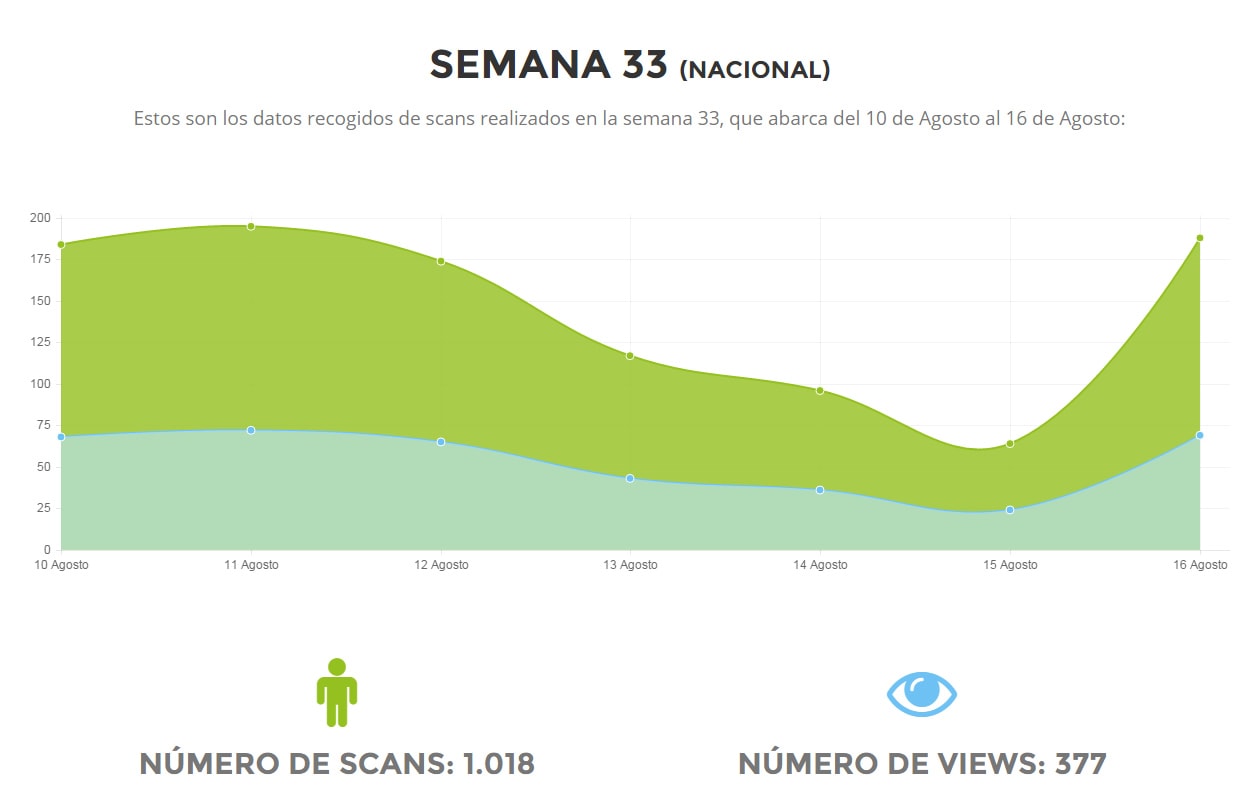 SEMANA 33 (NACIONAL)
Estos son los datos recogidos de scans realizados en la semana 33, que abarca del 10 de Agosto al 16 de Agosto:
200
175
150
125
100
75
50
25
0
10 Agosto 11 Agosto 12 Agosto 13 Agosto 14 Agosto 15 Agosto 16 Agosto
NÚMERO DE SCANS: 1.018 NÚMERO DE VIEWS: 377